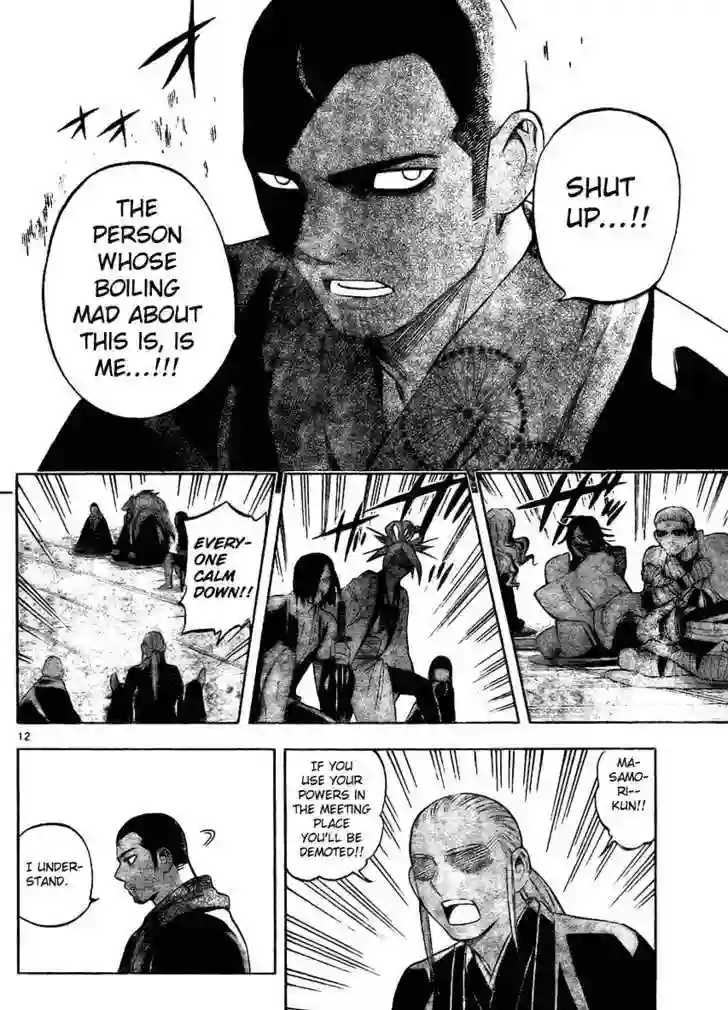 SHUT
UP...!!
THE
PERSON
WHOSE
BOILING
MAD ABOUT
THIS IS, IS
ME...!!!
EVERY-
ONE
CALM
DOWN!!
12
MA-
SAMO-
RI--
KUN!!
IF YOU
USE YOUR
POWERS IN
THE MEETING
PLACE
YOU'LL BE
DEMOTED!!
I UNDER-
STAND.